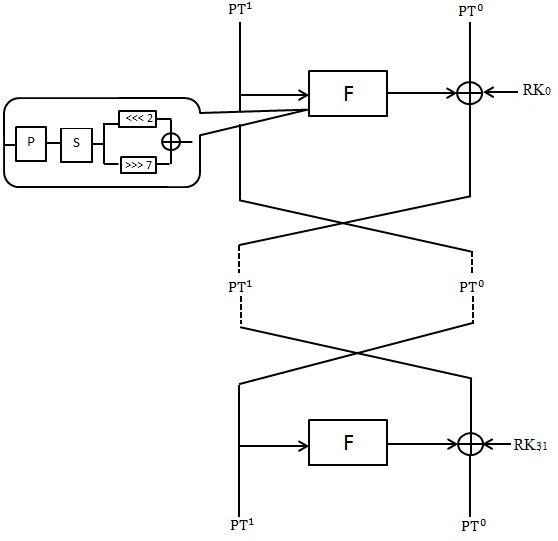 PT¹ PT⁰
F RK₀
<<< 2
P S
>>> 7
PT¹ PT⁰
F RK₃₁
PT¹ PT⁰